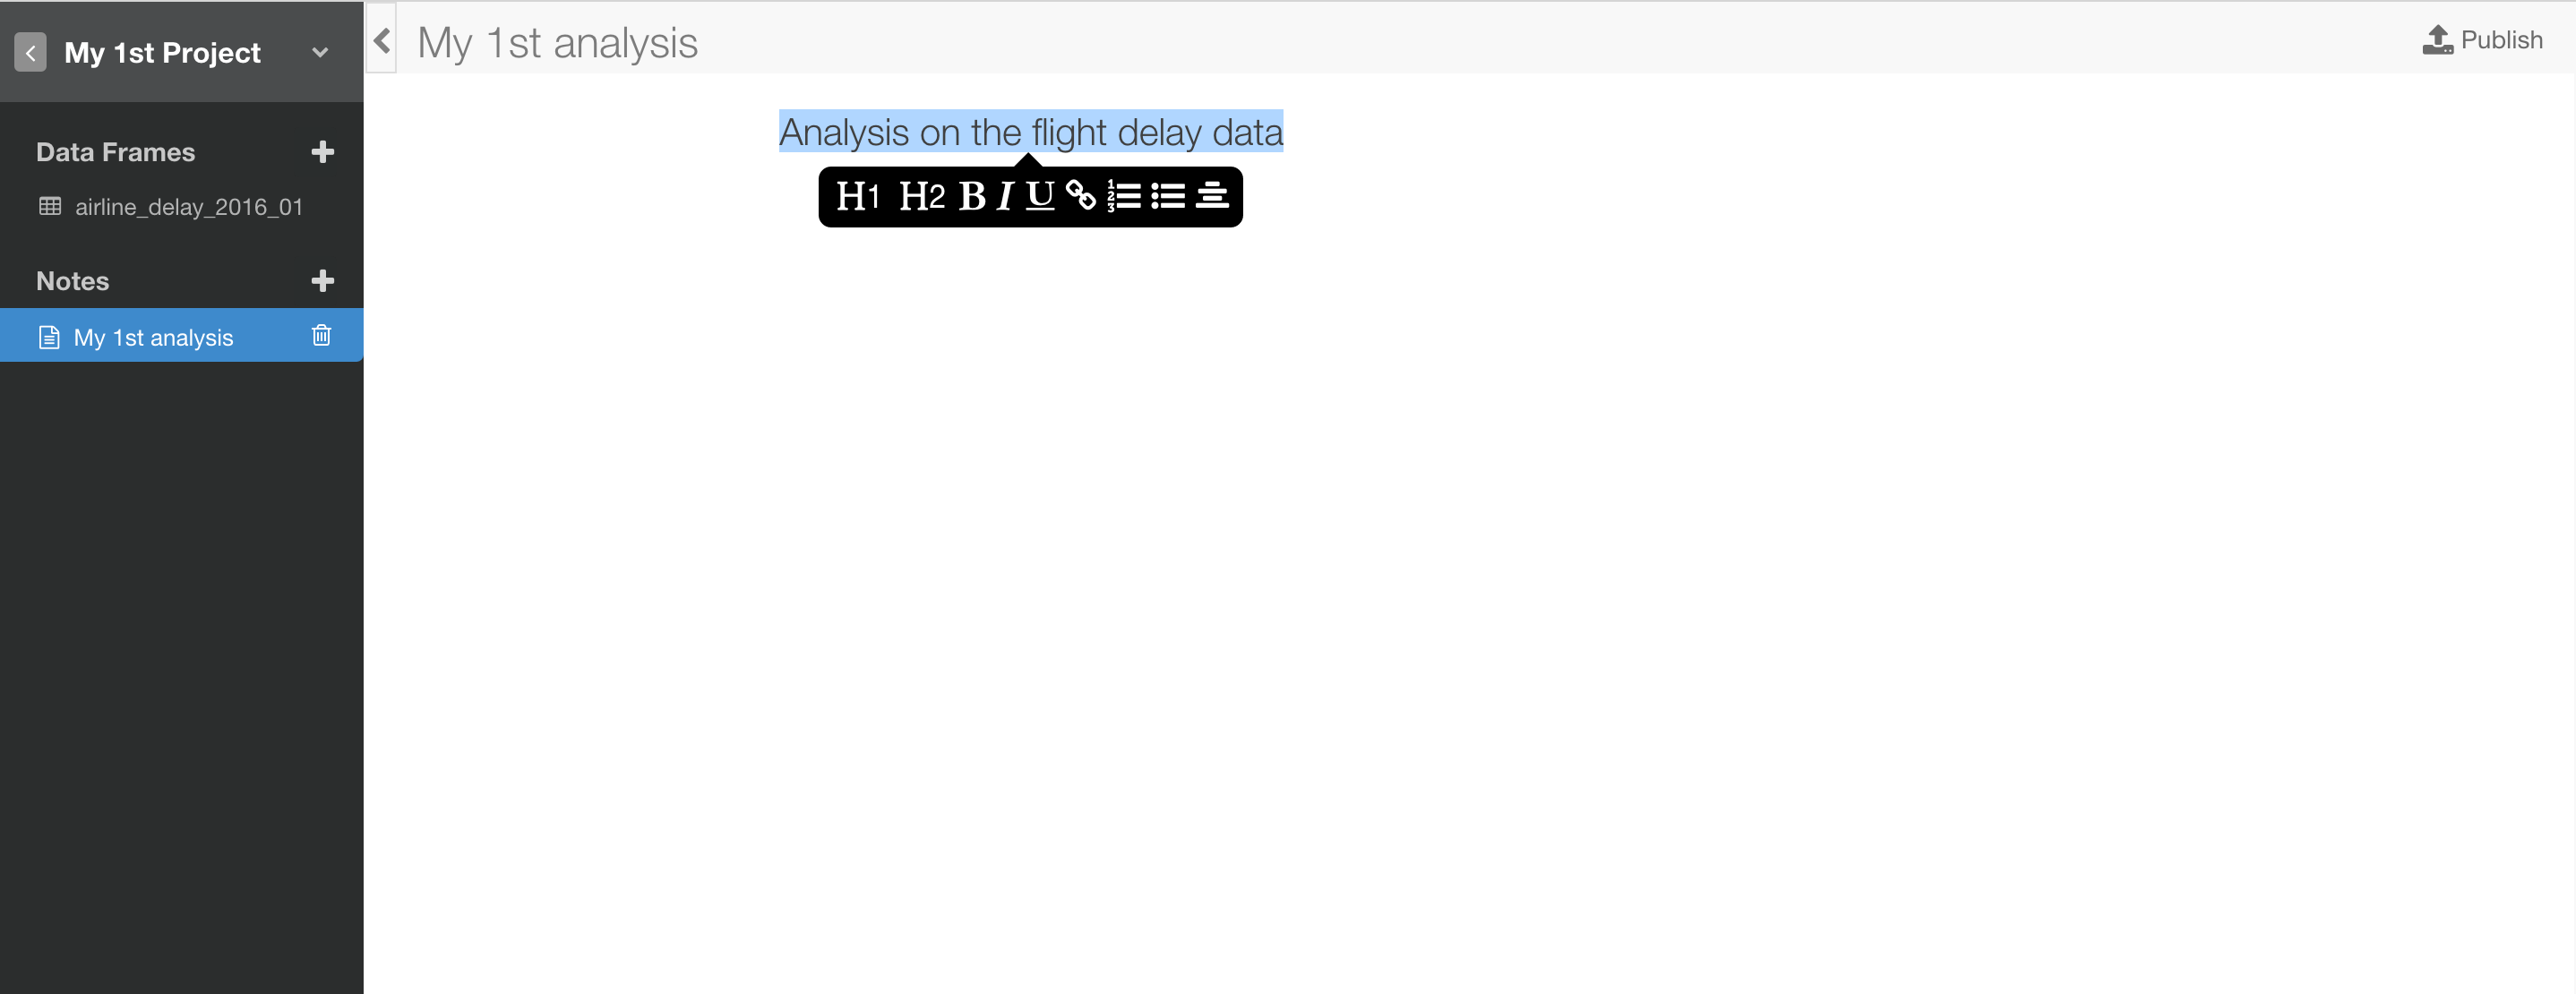 My 1st Project
Data Frames
airline_delay_2016_01
Notes
My 1st analysis
My 1st analysis
Publish
Analysis on the flight delay data
H1 H2 B I U